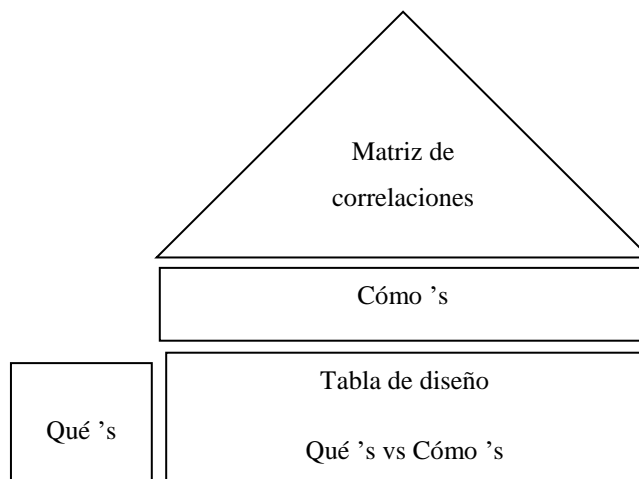 Matriz de
correlaciones
Cómo ’s
Tabla de diseño
Qué ’s
Qué ’s vs Cómo ’s